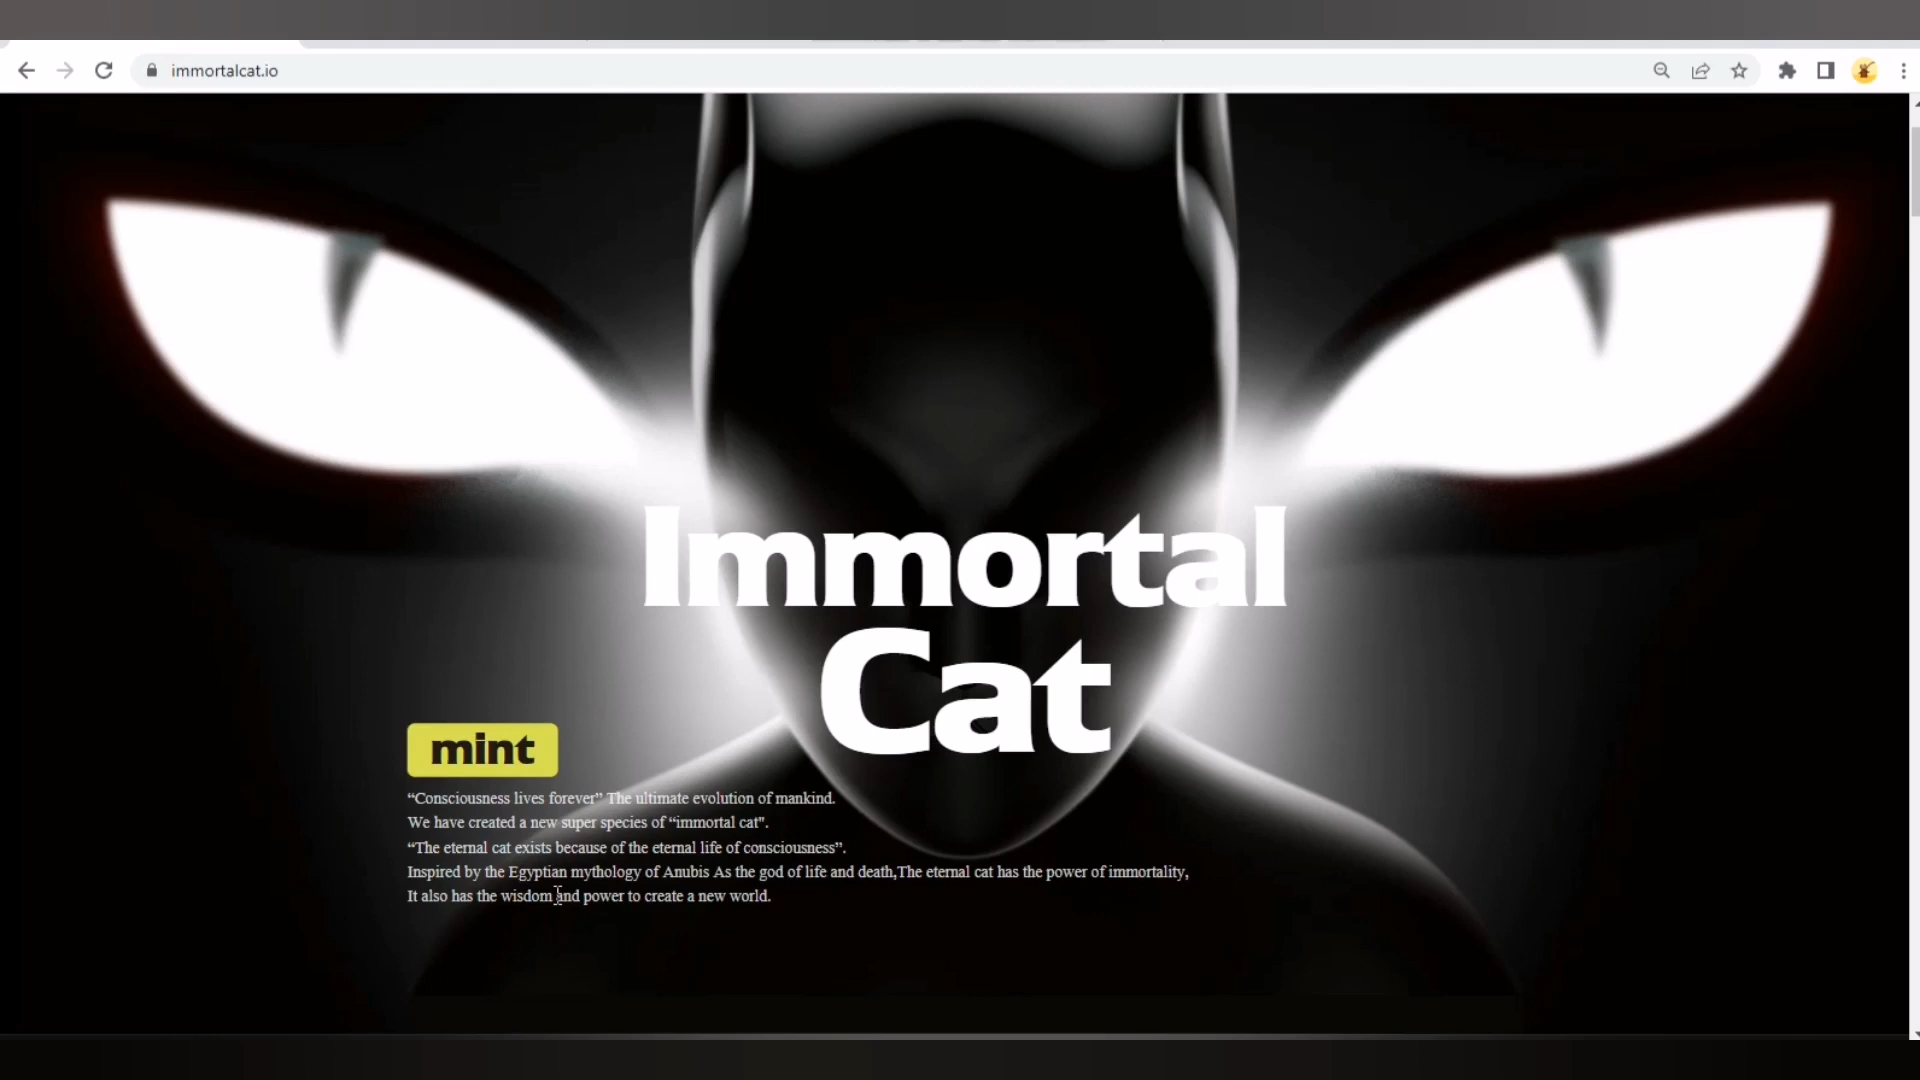 immortalcat.io
Immortal
Cat
mint
“Consciousness lives forever” The ultimate evolution of mankind.
We have created a new super species of “immortal cat".
“The eternal cat exists because of the eternal life of consciousness”.
Inspired by the Egyptian mythology of Anubis As the god of life and death,The eternal cat has the power of immortality,
It also has the wisdom and power to create a new world.